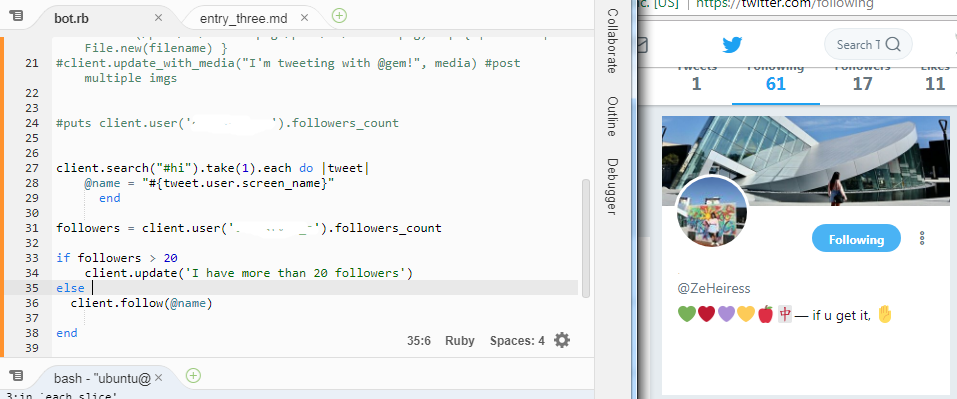 bot.rb
entry_three.md
File.new(filename) }
21 #client.update_with_media("I'm tweeting with @gem!", media) #post
multiple imgs
22
23
24 #puts client.user(' ').followers_count
25
26
27 client.search("#hi").take(1).each do |tweet|
28 @name = "#{tweet.user.screen_name}"
29 end
30
31 followers = client.user(' ').followers_count
32
33 if followers > 20
34 client.update('I have more than 20 followers')
35 else
36 client.follow(@name)
37
38 end
39
35:6 Ruby Spaces: 4
bash - "ubuntu@
3:in `each_slice'
Collaborate
Outline
Debugger
[US] | https://twitter.com/following
Search T
Tweets Following Followers Likes
1 61 17 11
Following
@ZeHeiress
💚❤️💜💛🍎🀄 — if u get it, ✋